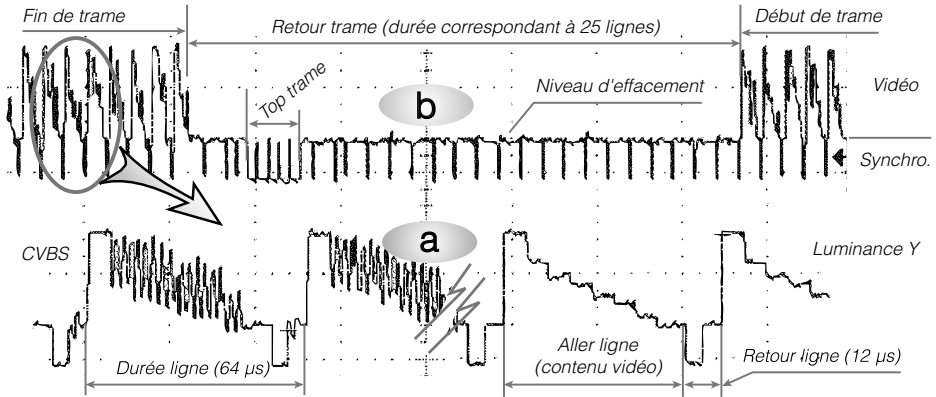 Fin de trame
Retour trame (durée correspondant à 25 lignes)
Début de trame
Top trame
b
Niveau d'effacement
Vidéo
Synchro.
CVBS
a
Luminance Y
Durée ligne (64 µs)
Aller ligne
(contenu vidéo)
Retour ligne (12 µs)